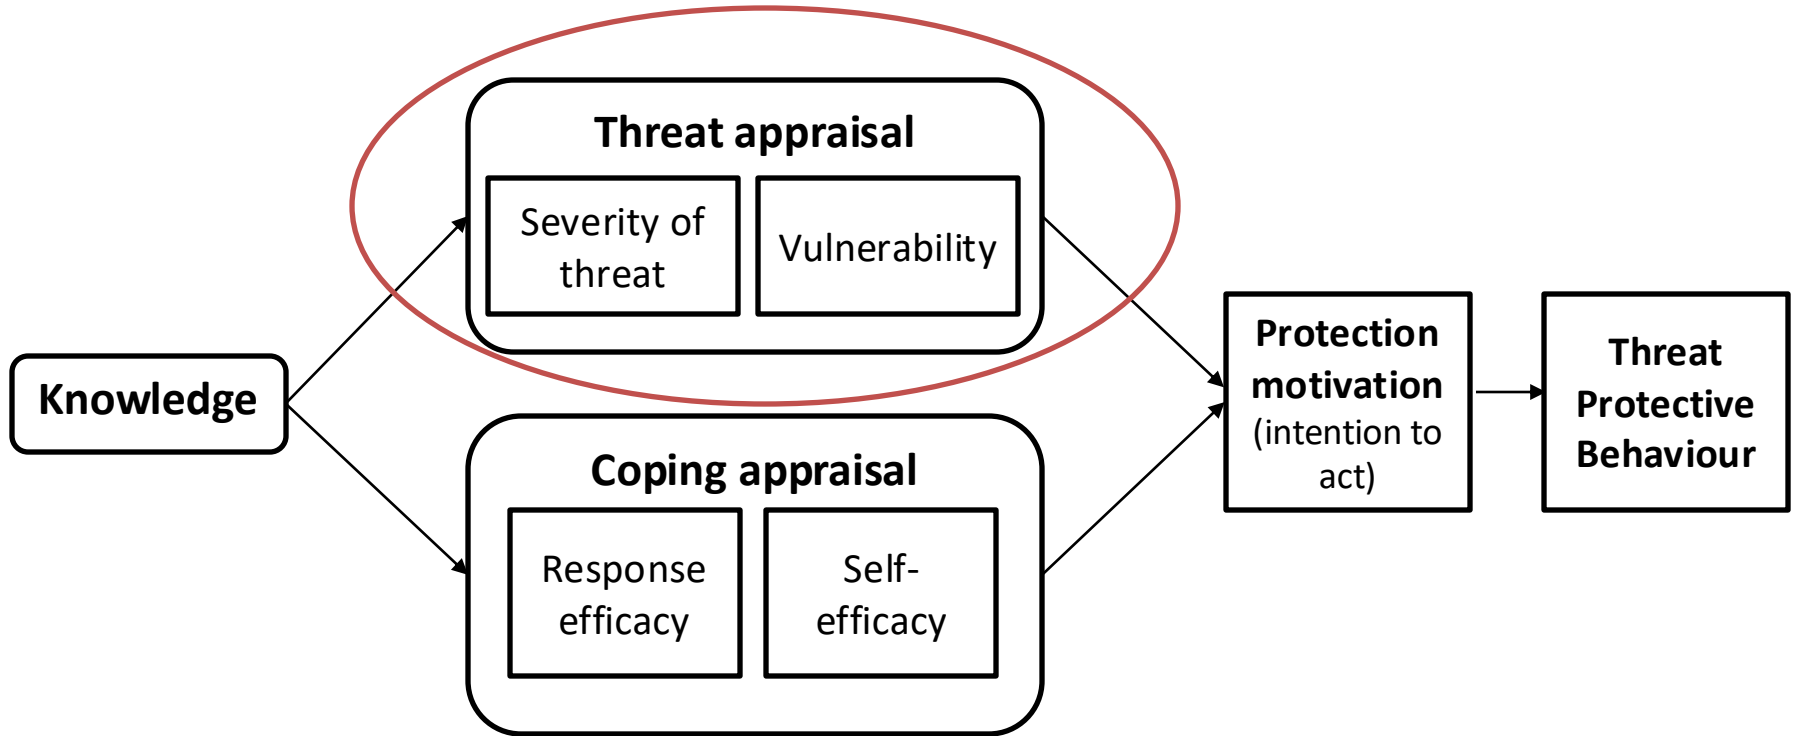 Threat appraisal
Severity of
threat
Vulnerability
Knowledge
Coping appraisal
Response
efficacy
Self-
efficacy
Protection
motivation
(intention to
act)
Threat
Protective
Behaviour